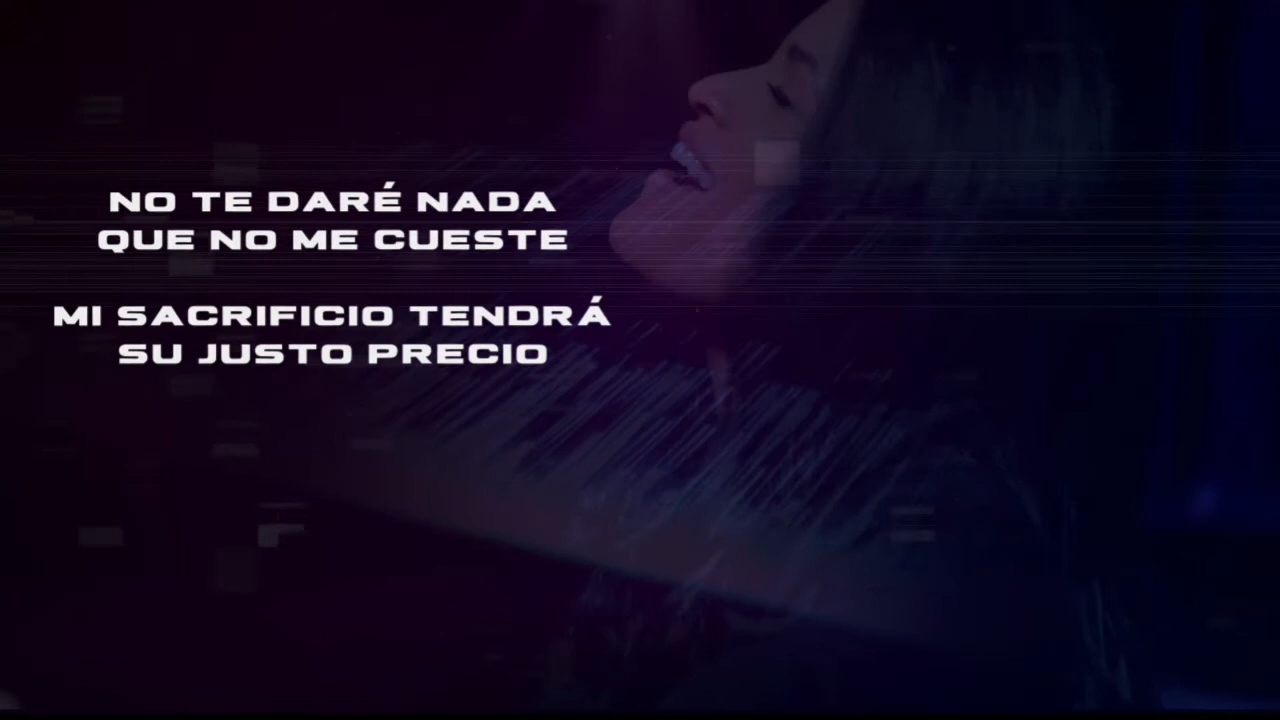 NO TE DARÉ NADA
QUE NO ME CUESTE
MI SACRIFICIO TENDRÁ
SU JUSTO PRECIO